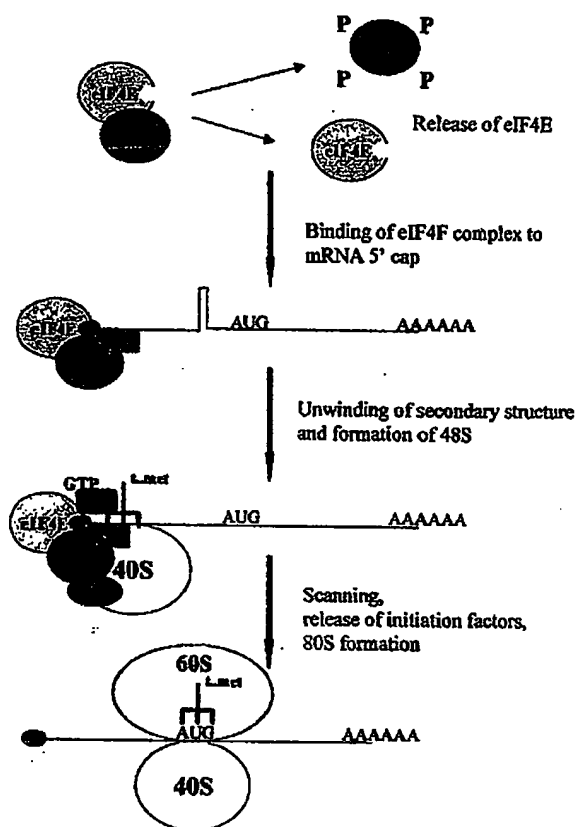 P P
eIF4E
P P
Release of eIF4E
eIF4E
Binding of eIF4F complex to
mRNA 5' cap
eIF4E
AUG AAAAAA
Unwinding of secondary structure
and formation of 48S
GTP
eIF4E
AUG AAAAAA
40S
Scanning,
release of initiation factors,
80S formation
60S
AUG AAAAAA
40S